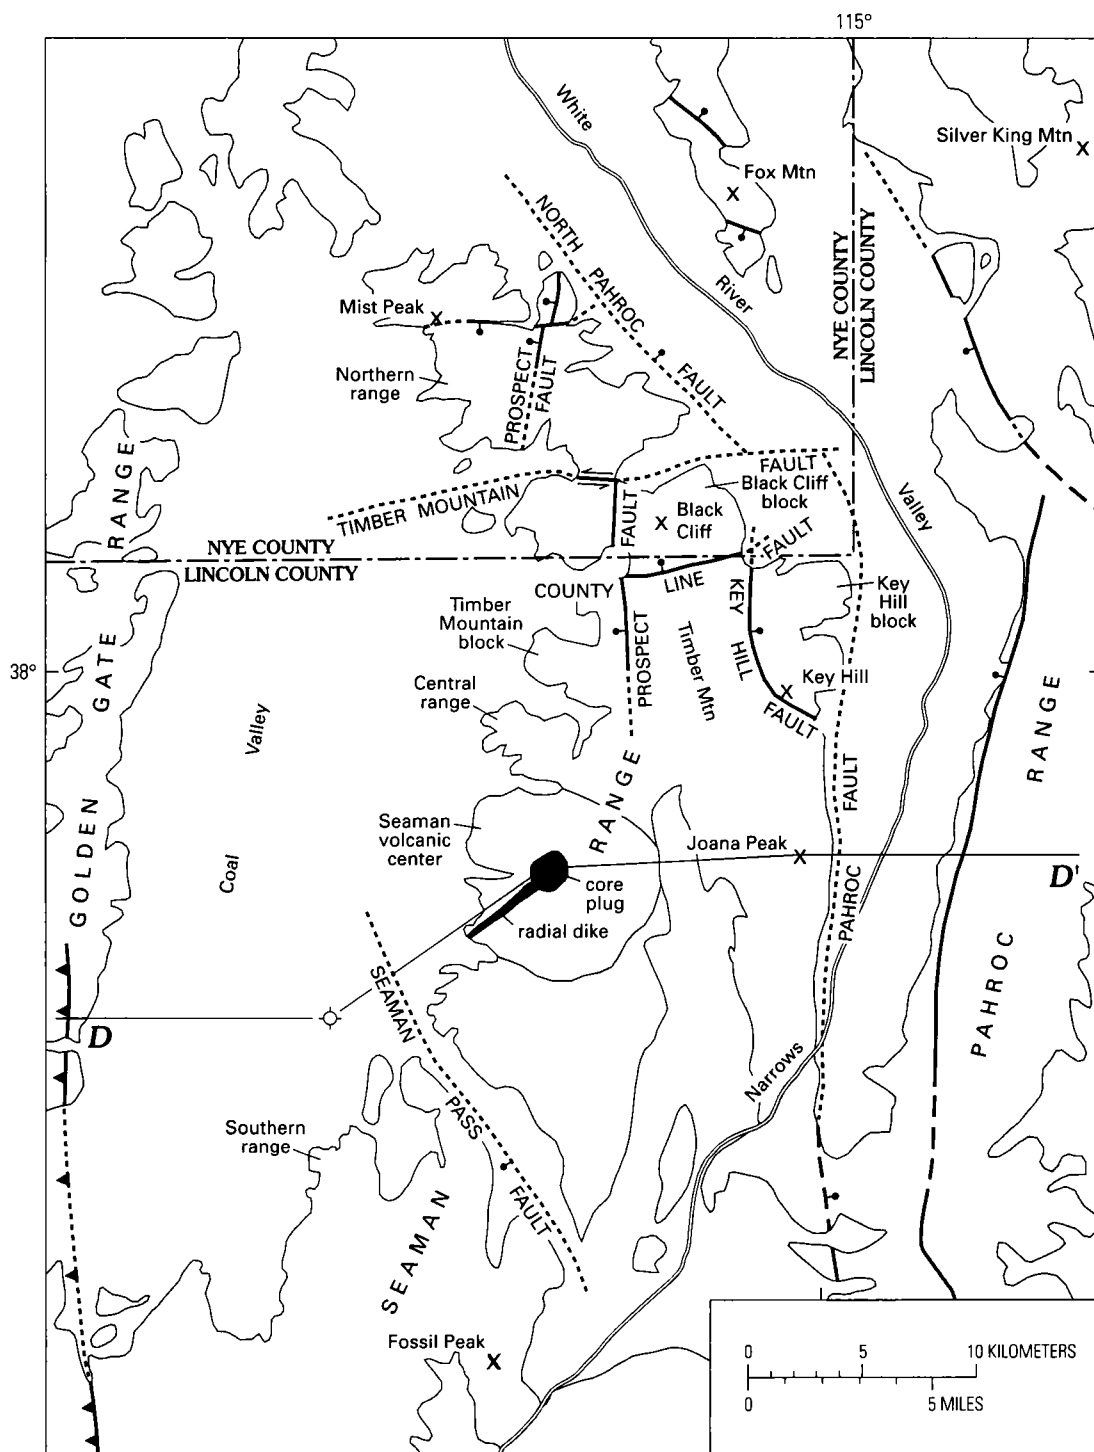 115°
White
Silver King Mtn
Fox Mtn
NORTH
PAHROC
FAULT
River
NYE COUNTY
LINCOLN COUNTY
Mist Peak
Northern
range
PROSPECT
FAULT
RANGE
TIMBER MOUNTAIN
FAULT
FAULT
Black Cliff
block
Black
Cliff
Valley
FAULT
NYE COUNTY
LINCOLN COUNTY
COUNTY
LINE
KEY
HILL
FAULT
Key
Hill
block
Timber
Mountain
block
Timber Mtn
PROSPECT
38°
GATE
Key Hill
Central
range
Valley
RANGE
FAULT
RANGE
GOLDEN
Seaman
volcanic
center
Joana Peak
Coal
core
plug
D'
radial dike
PAHROC
SEAMAN
PAHROC
D
Narrows
PASS
Southern
range
FAULT
SEAMAN
Fossil Peak
0 5 10 KILOMETERS
0 5 MILES